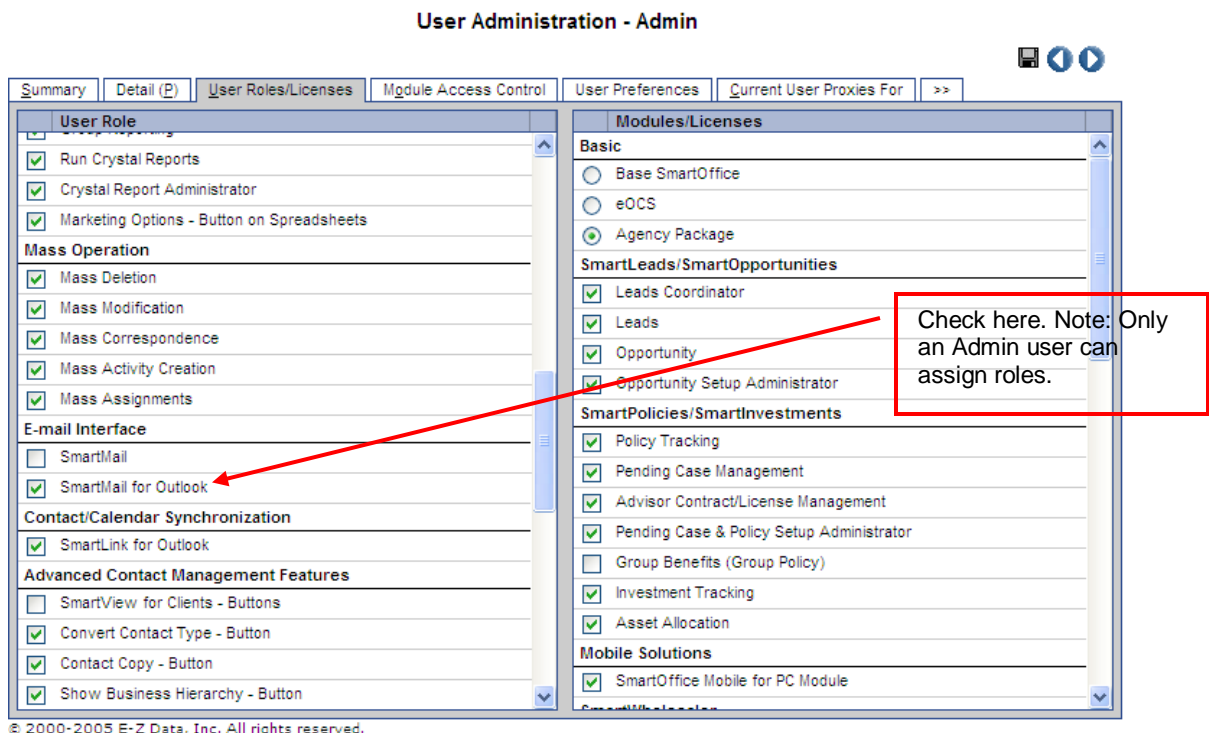 User Administration - Admin
Summary
Detail (P)
User Roles/Licenses
Module Access Control
User Preferences
Current User Proxies For
>>
User Role
Group Reporting
Run Crystal Reports
Crystal Report Administrator
Marketing Options - Button on Spreadsheets
Mass Operation
Mass Deletion
Mass Modification
Mass Correspondence
Mass Activity Creation
Mass Assignments
E-mail Interface
SmartMail
SmartMail for Outlook
Contact/Calendar Synchronization
SmartLink for Outlook
Advanced Contact Management Features
SmartView for Clients - Buttons
Convert Contact Type - Button
Contact Copy - Button
Show Business Hierarchy - Button
Modules/Licenses
Basic
Base SmartOffice
eOCS
Agency Package
SmartLeads/SmartOpportunities
Leads Coordinator
Leads
Opportunity
Opportunity Setup Administrator
SmartPolicies/SmartInvestments
Policy Tracking
Pending Case Management
Advisor Contract/License Management
Pending Case & Policy Setup Administrator
Group Benefits (Group Policy)
Investment Tracking
Asset Allocation
Mobile Solutions
SmartOffice Mobile for PC Module
Check here. Note: Only
an Admin user can
assign roles.
© 2000-2005 E-Z Data, Inc. All rights reserved.